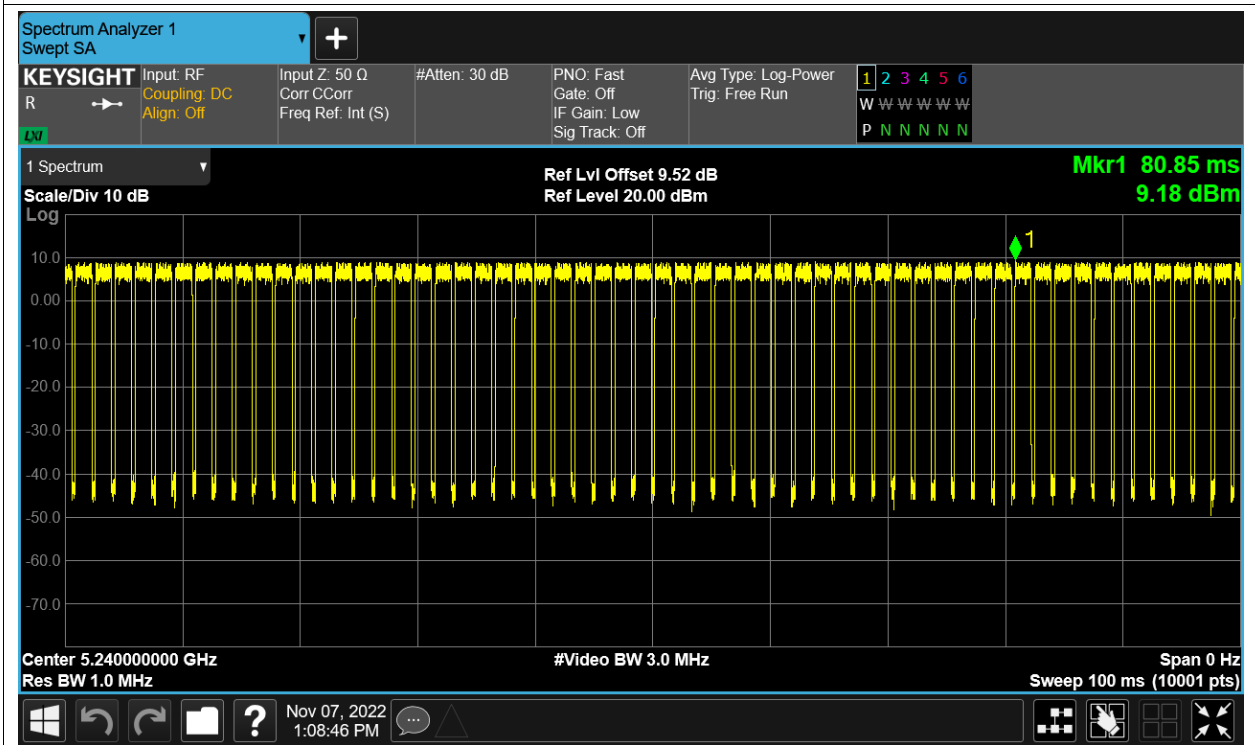 Spectrum Analyzer 1
Swept SA
KEYSIGHT
R
LXI
Input: RF
Coupling: DC
Align: Off
Input Z: 50 Ω
Corr CCorr
Freq Ref: Int (S)
#Atten: 30 dB
PNO: Fast
Gate: Off
IF Gain: Low
Sig Track: Off
Avg Type: Log-Power
Trig: Free Run
1 2 3 4 5 6
W W W W W W
P N N N N N
1 Spectrum
Scale/Div 10 dB
Log
Ref Lvl Offset 9.52 dB
Ref Level 20.00 dBm
Mkr1 80.85 ms
9.18 dBm
1
10.0
0.00
-10.0
-20.0
-30.0
-40.0
-50.0
-60.0
-70.0
Center 5.240000000 GHz
Res BW 1.0 MHz
#Video BW 3.0 MHz
Span 0 Hz
Sweep 100 ms (10001 pts)
?
Nov 07, 2022
1:08:46 PM